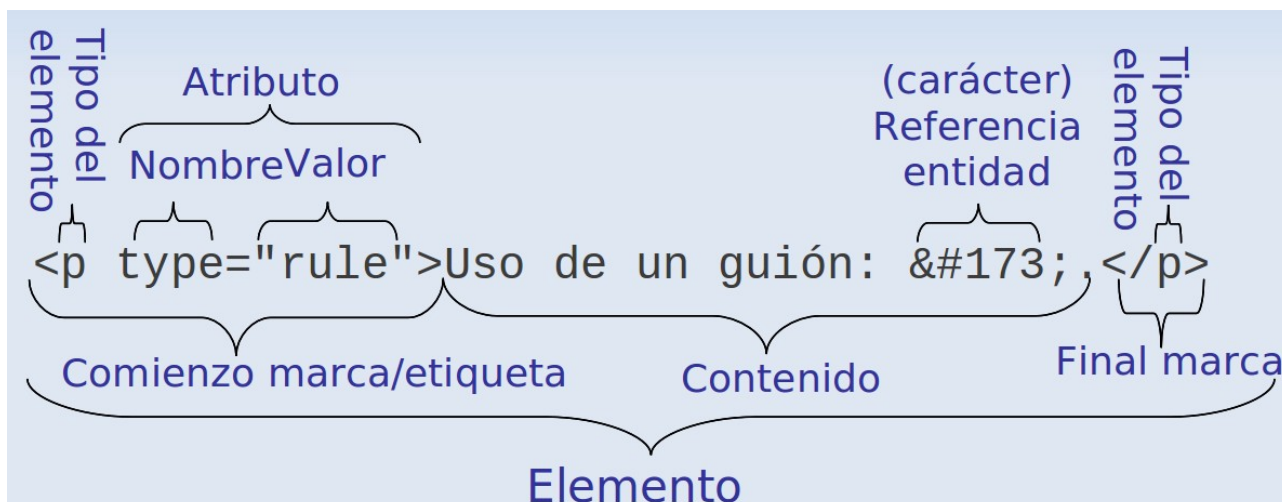 Tipo del
elemento
Atributo
Nombre Valor
(carácter)
Referencia
entidad
Tipo del
elemento
<p type="rule">Uso de un guión: &#173;.</p>
Comienzo marca/etiqueta
Contenido
Final marca
Elemento